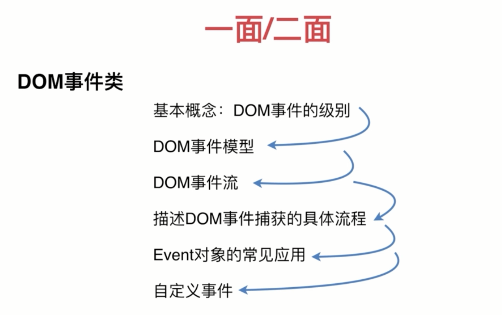 一面/二面
DOM事件类
基本概念：DOM事件的级别
DOM事件模型
DOM事件流
描述DOM事件捕获的具体流程
Event对象的常见应用
自定义事件